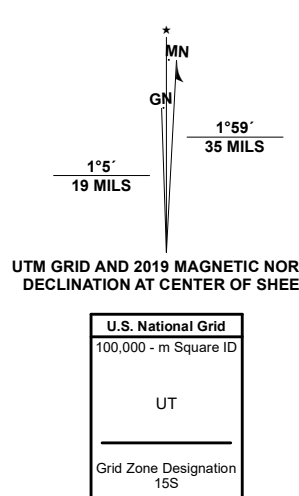 ★
MN
GN
1°59´
35 MILS
1°5´
19 MILS
UTM GRID AND 2019 MAGNETIC NOR
DECLINATION AT CENTER OF SHEE
U.S. National Grid
100,000 - m Square ID
UT
Grid Zone Designation
15S